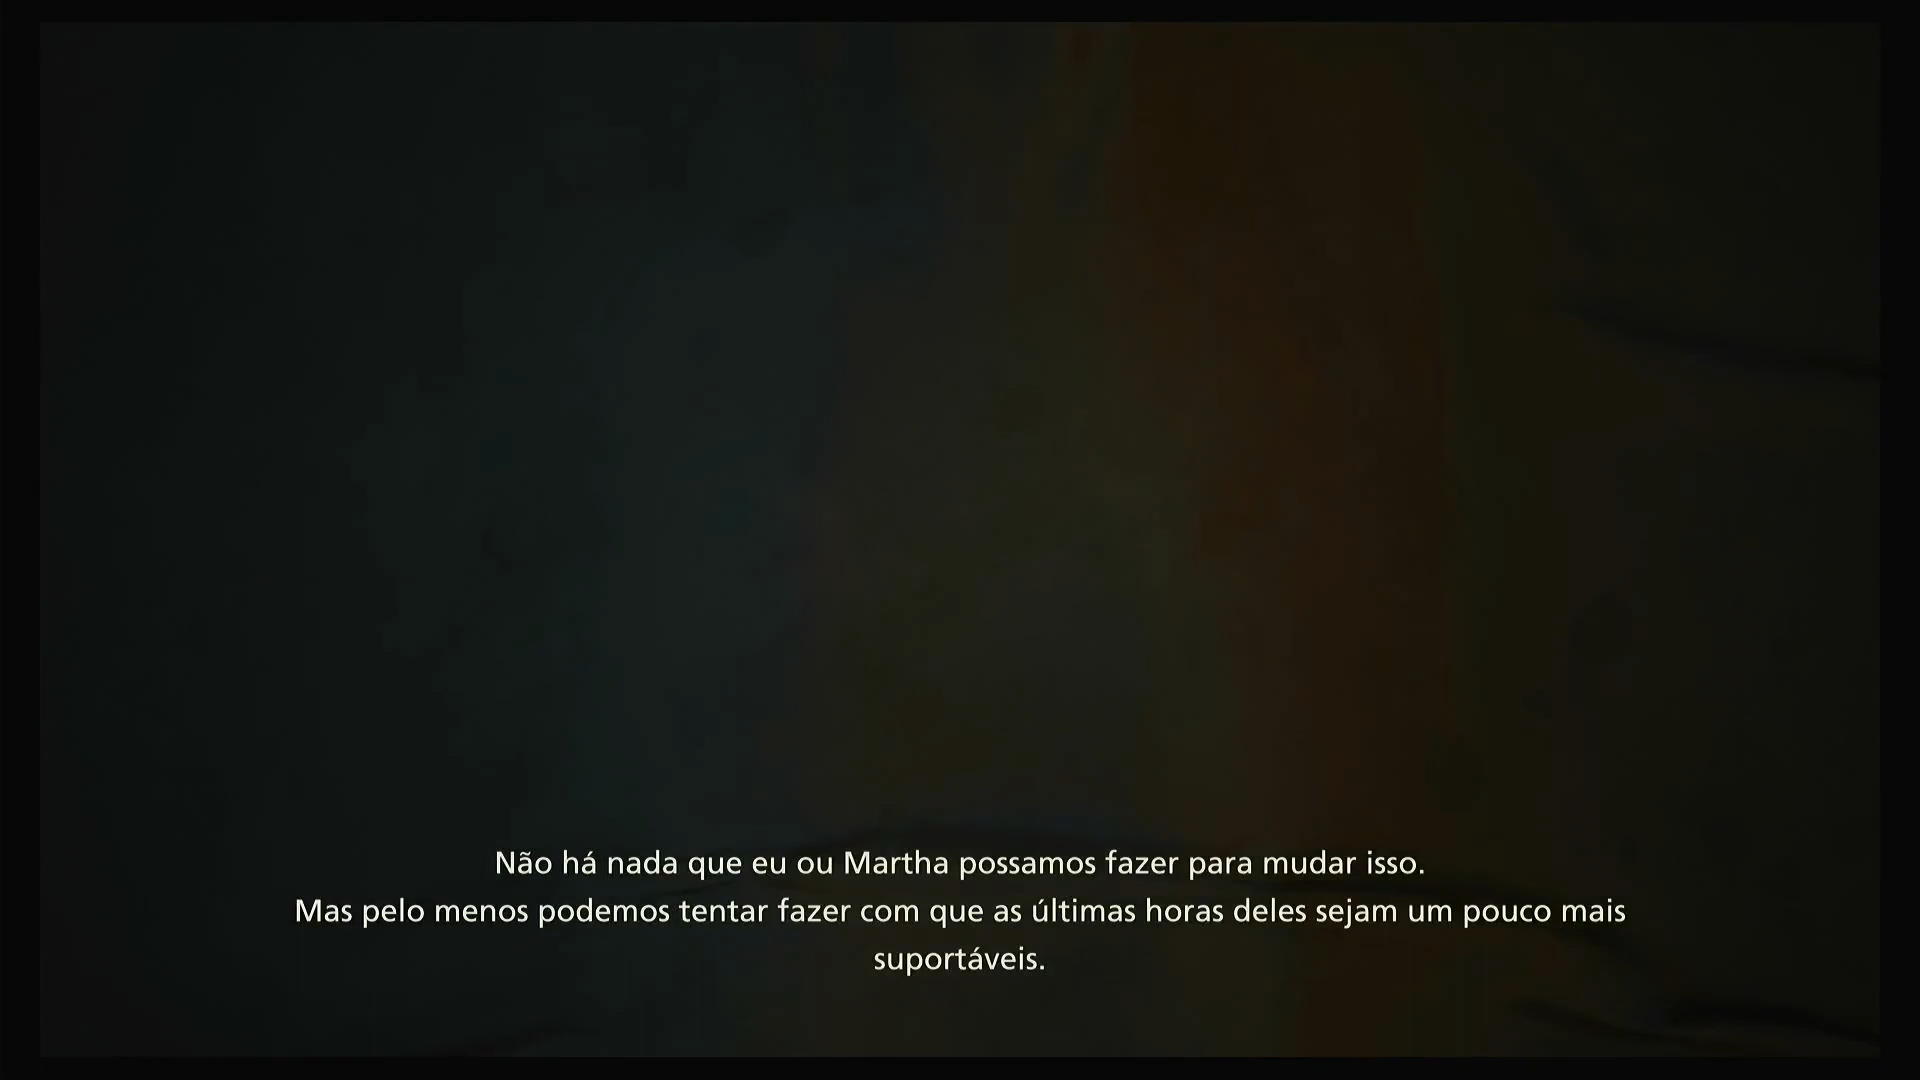 Não há nada que eu ou Martha possamos fazer para mudar isso.
Mas pelo menos podemos tentar fazer com que as últimas horas deles sejam um pouco mais
suportáveis.